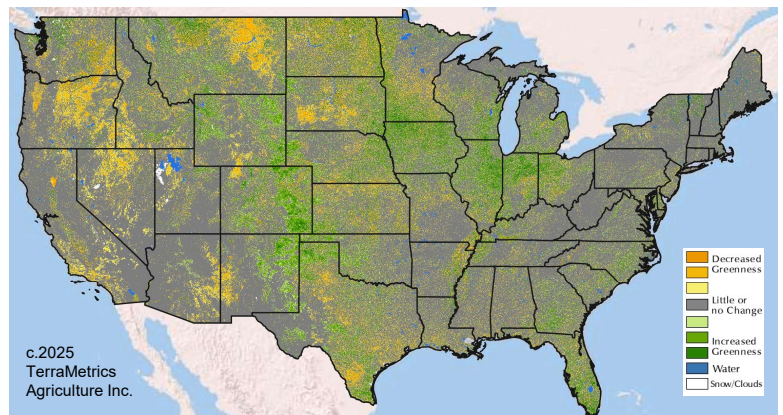 Decreased
Greenness
Little or
no Change
Increased
Greenness
Water
Snow/Clouds
c.2025
TerraMetrics
Agriculture Inc.